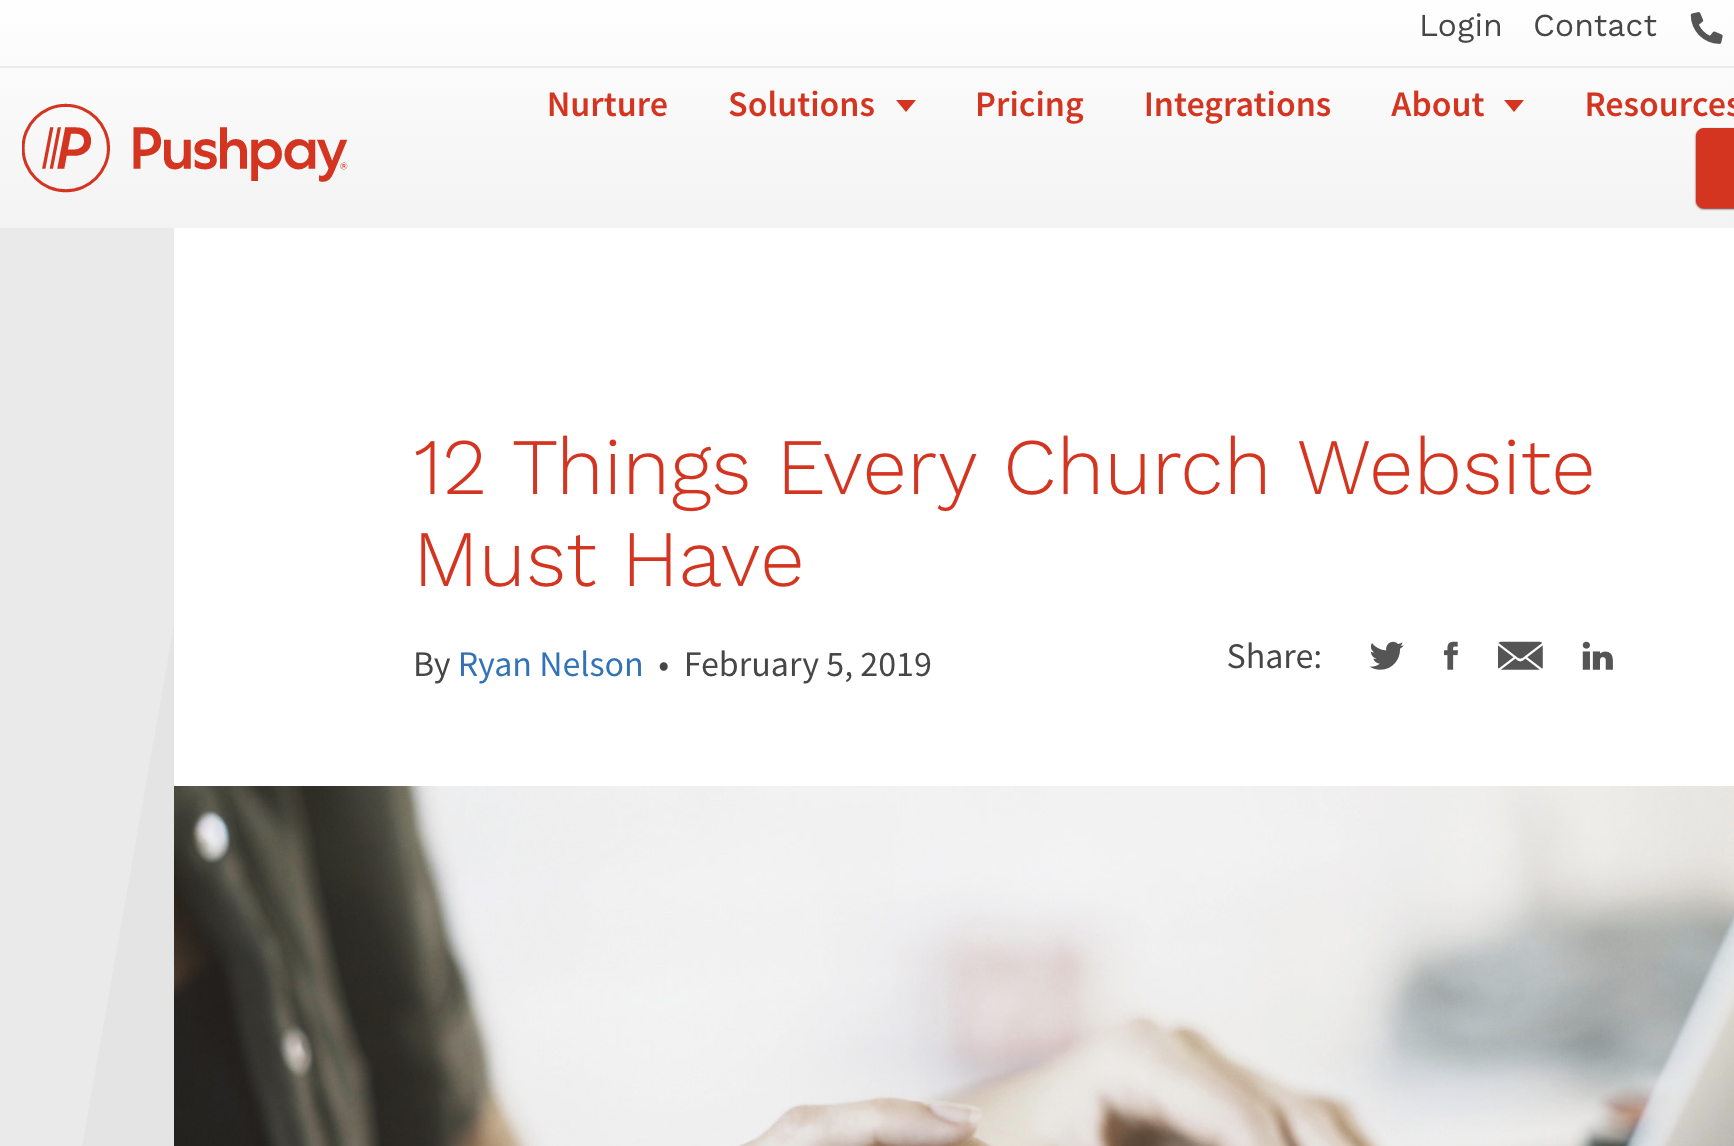 Login Contact
Nurture Solutions Pricing Integrations About Resources
Pushpay®
12 Things Every Church Website
Must Have
By Ryan Nelson • February 5, 2019
Share: